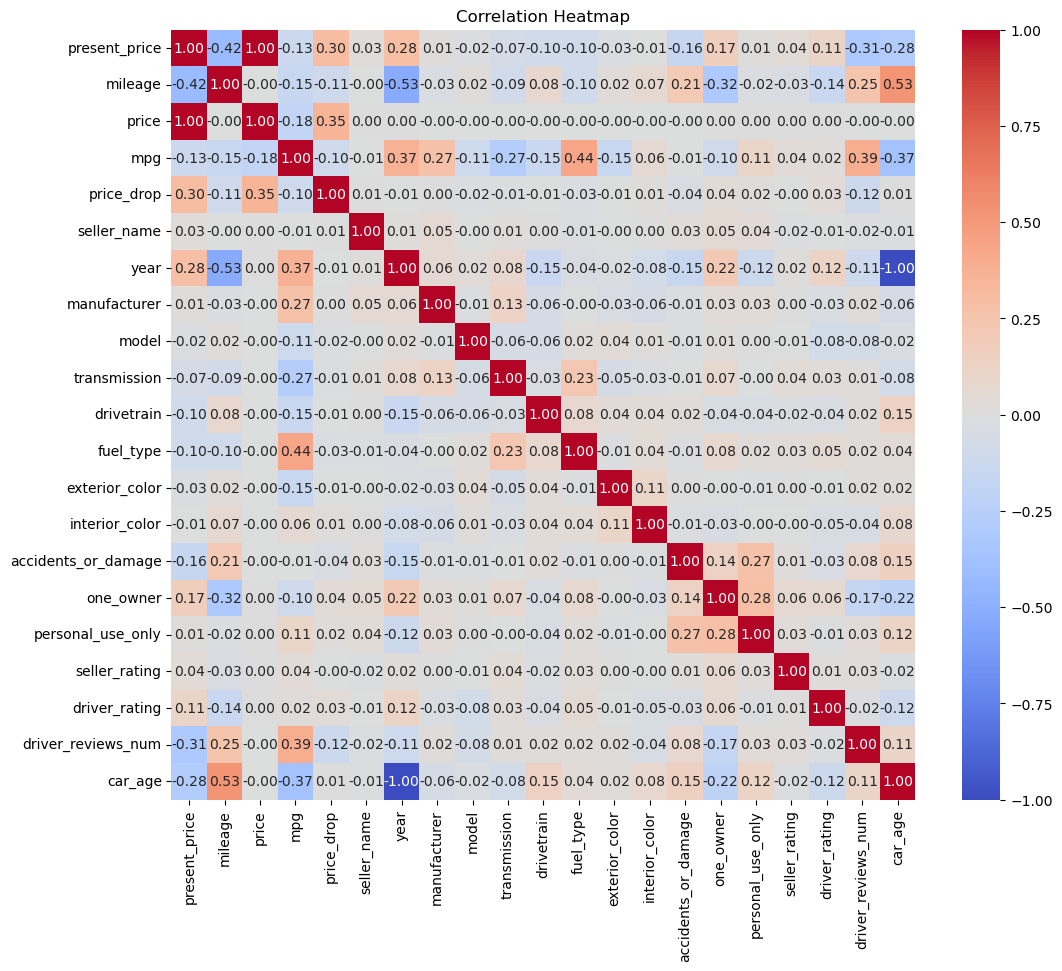 Correlation Heatmap
present_price 1.00 -0.42 1.00 -0.13 0.30 0.03 0.28 0.01 -0.02 -0.07 -0.10 -0.10 -0.03 -0.01 -0.16 0.17 0.01 0.04 0.11 -0.31 -0.28
mileage -0.42 1.00 -0.00 -0.15 -0.11 -0.00 -0.53 -0.03 0.02 -0.09 0.08 -0.10 0.02 0.07 0.21 -0.32 -0.02 -0.03 -0.14 0.25 0.53
price 1.00 -0.00 1.00 -0.18 0.35 0.00 0.00 0.00 -0.00 -0.00 -0.00 -0.00 -0.00 -0.00 -0.00 0.00 0.00 0.00 0.00 -0.00 -0.00
mpg -0.13 -0.15 -0.18 1.00 -0.10 -0.01 0.37 0.27 -0.11 -0.27 -0.15 0.44 -0.15 0.06 -0.01 -0.10 0.11 0.04 0.02 0.39 -0.37
price_drop 0.30 -0.11 0.35 -0.10 1.00 0.01 -0.01 0.00 -0.02 -0.01 -0.01 -0.03 -0.01 0.01 -0.04 0.04 0.02 -0.00 0.03 -0.12 0.01
seller_name 0.03 -0.00 0.00 -0.01 0.01 1.00 0.01 0.05 -0.00 0.01 0.00 -0.01 -0.00 0.00 0.03 0.05 0.04 -0.02 -0.01 -0.02 -0.01
year 0.28 -0.53 0.00 0.37 -0.01 0.01 1.00 0.06 0.02 0.08 -0.15 -0.04 -0.02 -0.08 -0.15 0.22 -0.12 0.02 0.12 -0.11 -1.00
manufacturer 0.01 -0.03 0.00 0.27 0.00 0.05 0.06 1.00 -0.01 0.13 -0.06 -0.00 -0.03 -0.06 -0.01 0.03 0.03 0.00 -0.03 0.02 -0.06
model -0.02 0.02 -0.00 -0.11 -0.02 -0.00 0.02 -0.01 1.00 -0.06 -0.06 0.02 0.04 0.01 -0.01 0.01 0.00 -0.01 -0.08 -0.08 -0.02
transmission -0.07 -0.09 -0.00 -0.27 -0.01 0.01 0.08 0.13 -0.06 1.00 -0.03 0.23 -0.05 -0.03 -0.01 0.07 -0.00 0.04 0.03 0.01 -0.08
drivetrain -0.10 0.08 -0.00 -0.15 -0.01 0.00 -0.15 -0.06 -0.06 -0.03 1.00 0.08 0.04 0.04 0.02 -0.04 -0.04 -0.02 -0.04 0.02 0.15
fuel_type -0.10 -0.10 -0.00 0.44 -0.03 -0.01 -0.04 -0.00 0.02 0.23 0.08 1.00 -0.01 0.04 -0.01 0.08 0.02 0.03 0.05 0.02 0.04
exterior_color -0.03 0.02 -0.00 -0.15 -0.01 -0.00 -0.02 -0.03 0.04 -0.05 0.04 -0.01 1.00 0.11 0.00 -0.00 -0.01 0.00 -0.01 0.02 0.02
interior_color -0.01 0.07 -0.00 0.06 0.01 0.00 -0.08 -0.06 0.01 -0.03 0.04 0.04 0.11 1.00 -0.01 -0.03 -0.00 -0.00 -0.05 -0.04 0.08
accidents_or_damage -0.16 0.21 -0.00 -0.01 -0.04 0.03 -0.15 -0.01 -0.01 -0.01 0.02 -0.01 0.00 -0.01 1.00 0.14 0.27 0.01 -0.03 0.08 0.15
one_owner 0.17 -0.32 0.00 -0.10 0.04 0.05 0.22 0.03 0.01 0.07 -0.04 0.08 -0.00 -0.03 0.14 1.00 0.28 0.06 0.06 -0.17 -0.22
personal_use_only 0.01 -0.02 0.00 0.11 0.02 0.04 -0.12 0.03 0.00 -0.00 -0.04 0.02 -0.01 -0.00 0.27 0.28 1.00 0.03 -0.01 0.03 0.12
seller_rating 0.04 -0.03 0.00 0.04 -0.00 -0.02 0.02 0.00 -0.01 0.04 -0.02 0.03 0.00 -0.00 0.01 0.06 0.03 1.00 0.01 0.03 -0.02
driver_rating 0.11 -0.14 0.00 0.02 0.03 -0.01 0.12 -0.03 -0.08 0.03 -0.04 0.05 -0.01 -0.05 -0.03 0.06 -0.01 0.01 1.00 -0.02 -0.12
driver_reviews_num -0.31 0.25 -0.00 0.39 -0.12 -0.02 -0.11 0.02 -0.08 0.01 0.02 0.02 0.02 -0.04 0.08 -0.17 0.03 0.03 -0.02 1.00 0.11
car_age -0.28 0.53 -0.00 -0.37 0.01 -0.01 -1.00 -0.06 -0.02 -0.08 0.15 0.04 0.02 0.08 0.15 -0.22 0.12 -0.02 -0.12 0.11 1.00
present_price
mileage
price
mpg
price_drop
seller_name
year
manufacturer
model
transmission
drivetrain
fuel_type
exterior_color
interior_color
accidents_or_damage
one_owner
personal_use_only
seller_rating
driver_rating
driver_reviews_num
car_age
1.00
0.75
0.50
0.25
0.00
−0.25
−0.50
−0.75
−1.00